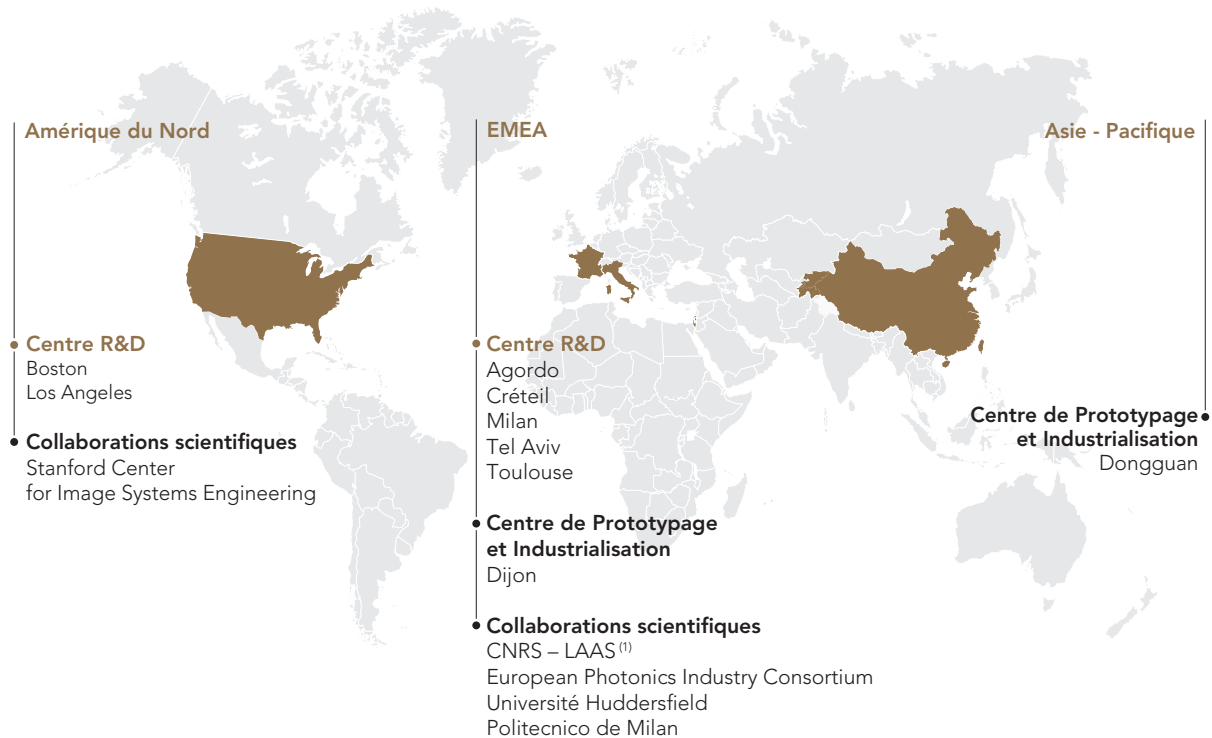 Amérique du Nord
Centre R&D
Boston
Los Angeles
Collaborations scientifiques
Stanford Center
for Image Systems Engineering
EMEA
Centre R&D
Agordo
Créteil
Milan
Tel Aviv
Toulouse
Centre de Prototypage
et Industrialisation
Dijon
Collaborations scientifiques
CNRS – LAAS (1)
European Photonics Industry Consortium
Université Huddersfield
Politecnico de Milan
Asie - Pacifique
Centre de Prototypage
et Industrialisation
Dongguan